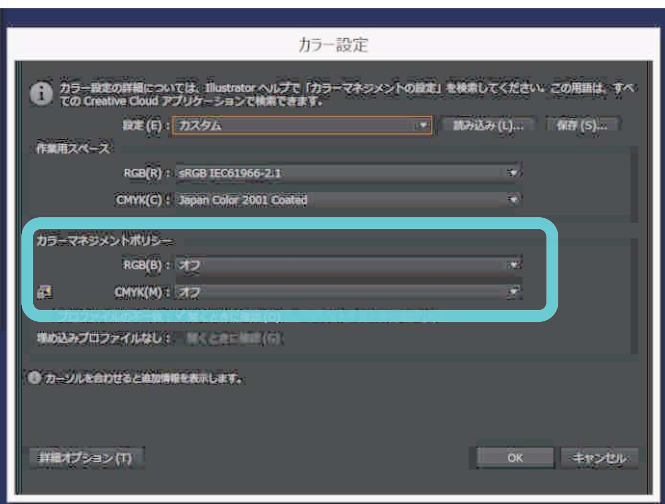 カラー設定
カラー設定の詳細については、Illustrator ヘルプで「カラーマネジメントの設定」を検索してください。この用語は、すべ
ての Creative Cloud アプリケーションで検索できます。
設定 (E) : カスタム 読み込み (L)... 保存 (S)...
作業用スペース
RGB(R) : sRGB IEC61966-2.1
CMYK(C) : Japan Color 2001 Coated
カラーマネジメントポリシー
RGB(B) : オフ
CMYK(M) : オフ
埋め込みプロファイルなし : 開くときに確認 (G)
カーソルを合わせると追加情報を表示します。
詳細オプション (T) OK キャンセル